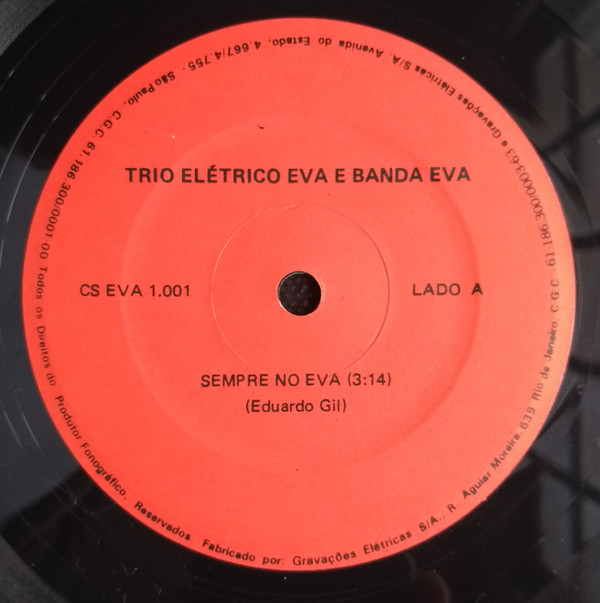 TRIO ELÉTRICO EVA E BANDA EVA
CS EVA 1.001
LADO A
SEMPRE NO EVA (3:14)
(Eduardo Gil)
Todos os Direitos do Produtor Fonográfico, Reservados. Fabricado por: Gravações Elétricas S/A., R. Aguiar Moreira, 639 Rio de Janeiro, C G C 61 186 300/0003-63 e Gravações Elétricas S/A. Avenida do Estado, 4.667/4.755 - São Paulo, C.G.C. 61.186.300/0001-00